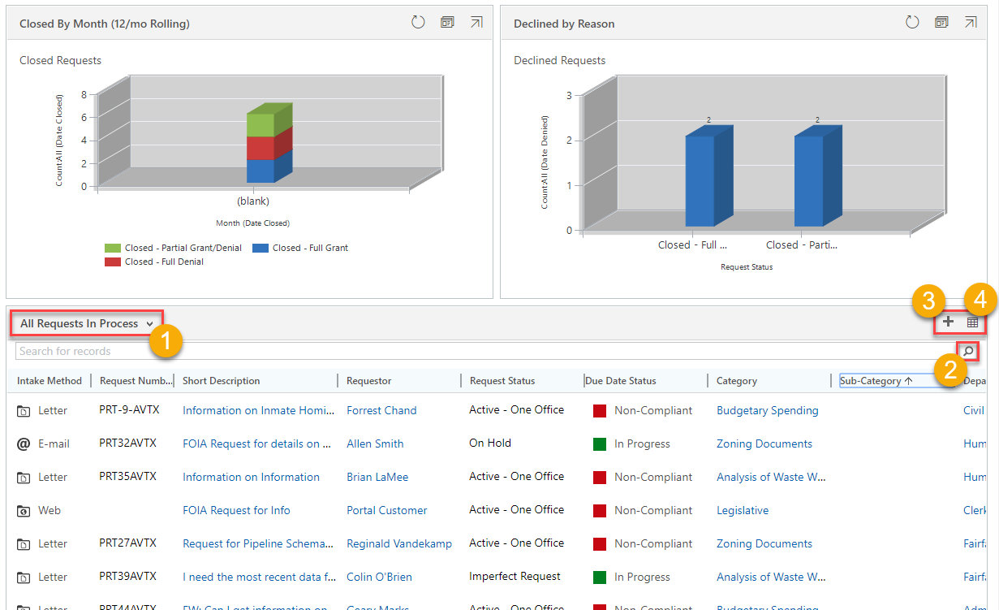 Closed By Month (12/mo Rolling)
Closed Requests
CountAll (Date Closed)
8
6
4
2
0
(blank)
Month (Date Closed)
Closed - Partial Grant/Denial Closed - Full Grant
Closed - Full Denial
Declined by Reason
Declined Requests
CountAll (Date Denied)
3
2
1
0
2 2
Closed - Full ... Closed - Parti...
Request Status
3 4
All Requests In Process
1
Search for records
2
Intake Method Request Numb... Short Description Requestor Request Status Due Date Status Category Sub-Category ↑ Depa
Letter PRT-9-AVTX Information on Inmate Homi... Forrest Chand Active - One Office Non-Compliant Budgetary Spending Civil
@ E-mail PRT32AVTX FOIA Request for details on ... Allen Smith On Hold In Progress Zoning Documents Hum
Letter PRT35AVTX Information on Information Brian LaMee Active - One Office Non-Compliant Analysis of Waste W... Hum
Web FOIA Request for Info Portal Customer Active - One Office Non-Compliant Legislative Clerk
Letter PRT27AVTX Request for Pipeline Schema... Reginald Vandekamp Active - One Office Non-Compliant Zoning Documents Fairfa
Letter PRT39AVTX I need the most recent data f... Colin O'Brien Imperfect Request In Progress Analysis of Waste W... Fairfa
Letter PRT44AVTX FW: Can I get information on Geary Marks Active - One Office Non-Compliant Budgetary Spending Adm